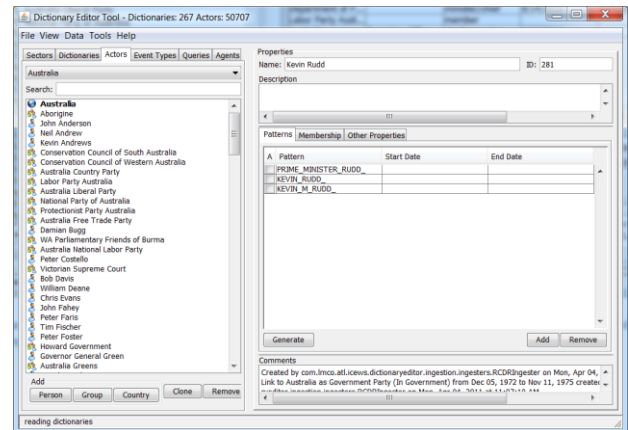 Dictionary Editor Tool - Dictionaries: 267 Actors: 50707
File View Data Tools Help
Sectors Dictionaries Actors Event Types Queries Agents
Australia
Search:
Australia
Aborigine
John Anderson
Neil Andrew
Kevin Andrews
Conservation Council of South Australia
Conservation Council of Western Australia
Australia Country Party
Labor Party Australia
Australia Liberal Party
National Party of Australia
Protectionist Party Australia
Australia Free Trade Party
Damian Bugg
WA Parliamentary Friends of Burma
Australia National Labor Party
Peter Costello
Victorian Supreme Court
Bob Davis
William Deane
Chris Evans
John Fahey
Peter Faris
Tim Fischer
Peter Foster
Howard Government
Governor General Green
Australia Greens
Add
Person Group Country Clone Remove
Properties
Name: Kevin Rudd ID: 281
Description
Patterns Membership Other Properties
A Pattern Start Date End Date
PRIME_MINISTER_RUDD_
KEVIN_RUDD_
KEVIN_M_RUDD_
Generate Add Remove
Comments
Created by com.lmco.atl.icews.dictionaryeditor.ingestion.ingesters.RCDRIngester on Mon, Apr 04,
Link to Australia as Government Party (In Government) from Dec 05, 1972 to Nov 11, 1975 created
reading dictionaries